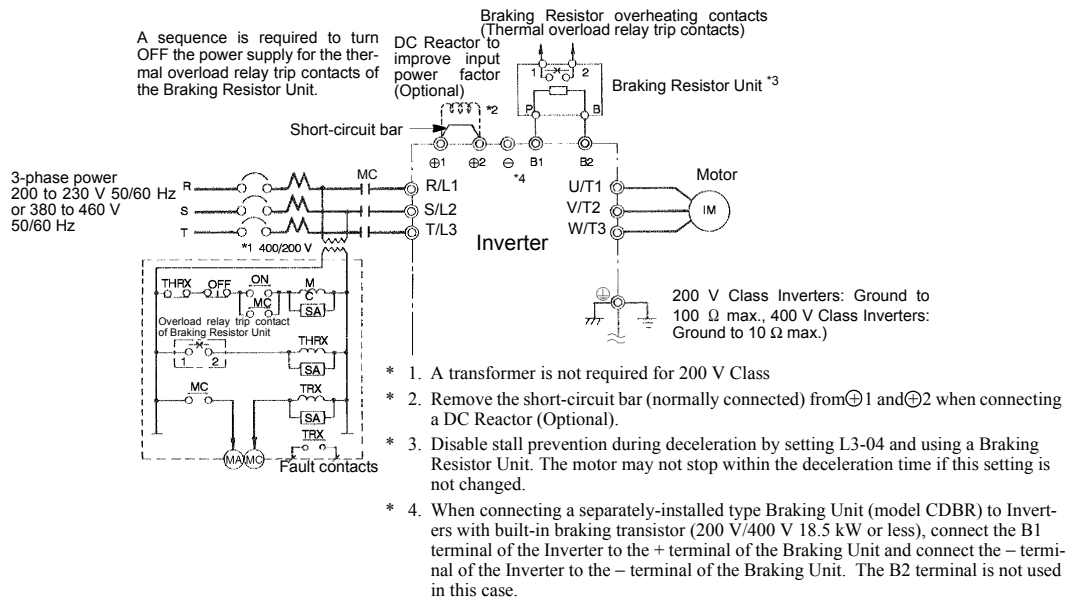 Braking Resistor overheating contacts
(Thermal overload relay trip contacts)
A sequence is required to turn
OFF the power supply for the ther-
mal overload relay trip contacts of
the Braking Resistor Unit.
DC Reactor to
improve input
power factor
(Optional)
1 2
Braking Resistor Unit *3
P B
*2
Short-circuit bar
⊕1 ⊕2 ⊖ B1 B2
*4
3-phase power
200 to 230 V 50/60 Hz
or 380 to 460 V
50/60 Hz
R
S
T
MC
R/L1
S/L2
T/L3
Inverter
U/T1
V/T2
W/T3
Motor
IM
*1 400/200 V
THRX OFF ON
MC
M
C
SA
Overload relay trip contact
of Braking Resistor Unit
1 2
THRX
SA
MC
TRX
SA
TRX
MA MC
Fault contacts
200 V Class Inverters: Ground to
100 Ω max., 400 V Class Inverters:
Ground to 10 Ω max.)
* 1. A transformer is not required for 200 V Class
* 2. Remove the short-circuit bar (normally connected) from⊕1 and⊕2 when connecting
a DC Reactor (Optional).
* 3. Disable stall prevention during deceleration by setting L3-04 and using a Braking
Resistor Unit. The motor may not stop within the deceleration time if this setting is
not changed.
* 4. When connecting a separately-installed type Braking Unit (model CDBR) to Invert-
ers with built-in braking transistor (200 V/400 V 18.5 kW or less), connect the B1
terminal of the Inverter to the + terminal of the Braking Unit and connect the – termi-
nal of the Inverter to the – terminal of the Braking Unit. The B2 terminal is not used
in this case.